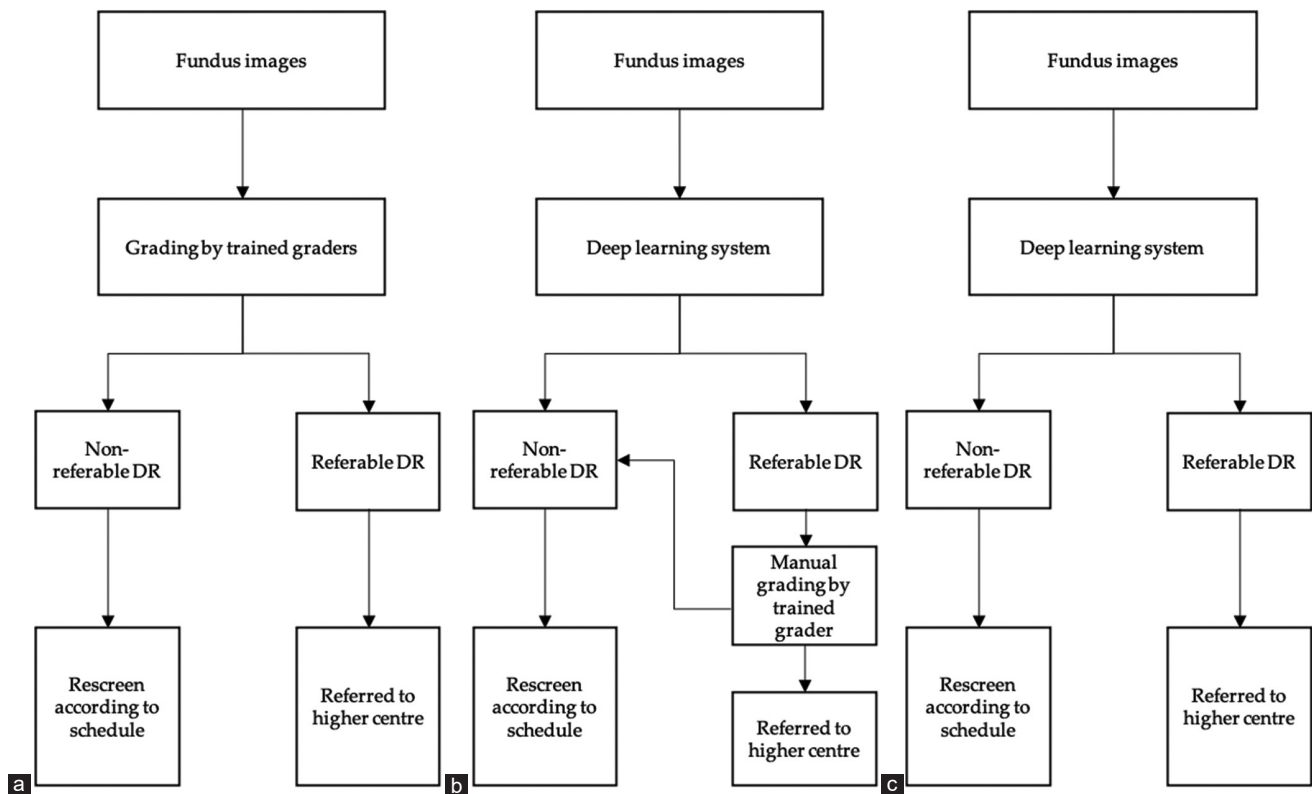 Fundus images
Grading by trained graders
Non-
referable DR
Referable DR
Rescreen
according to
schedule
Referred to
higher centre
a
Fundus images
Deep learning system
Non-
referable DR
Referable DR
Manual
grading by
trained
grader
Rescreen
according to
schedule
Referred to
higher centre
b
Fundus images
Deep learning system
Non-
referable DR
Referable DR
Rescreen
according to
schedule
Referred to
higher centre
c